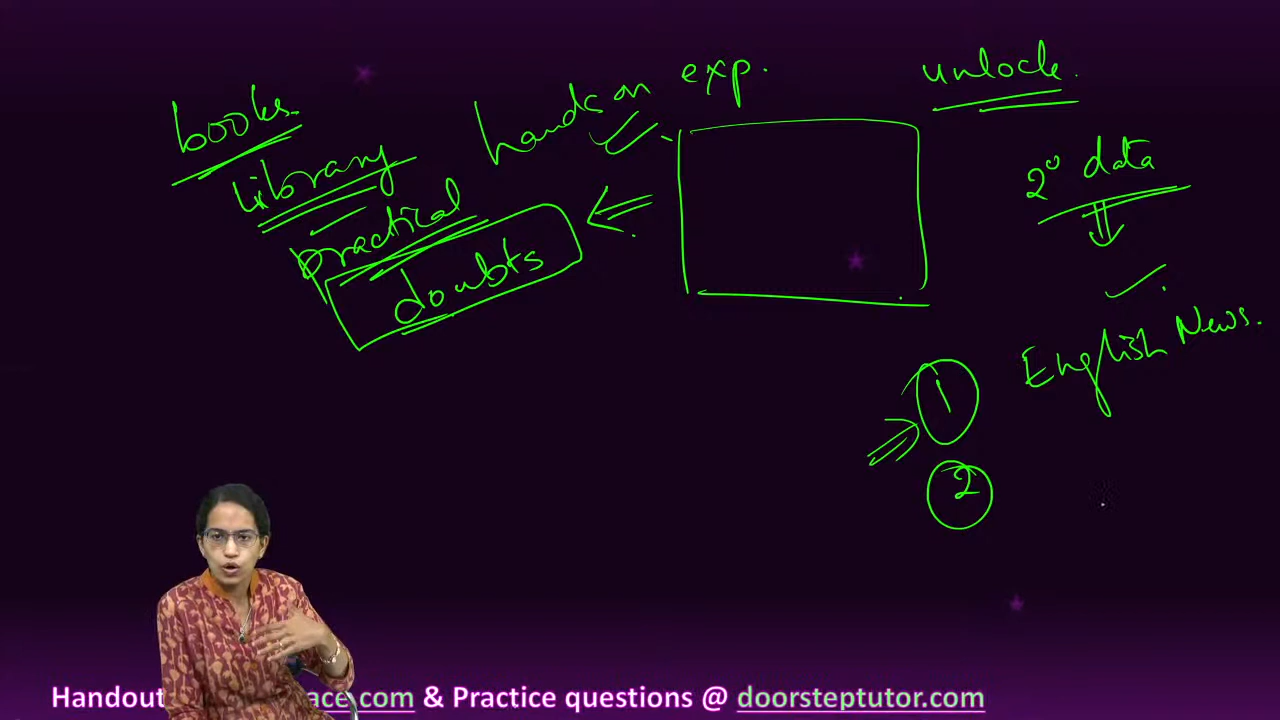 books.
library
practical
doubts
hands on exp.
unlock.
2° data
English News.
1
2
Handout ace.com & Practice questions @ doorsteptutor.com